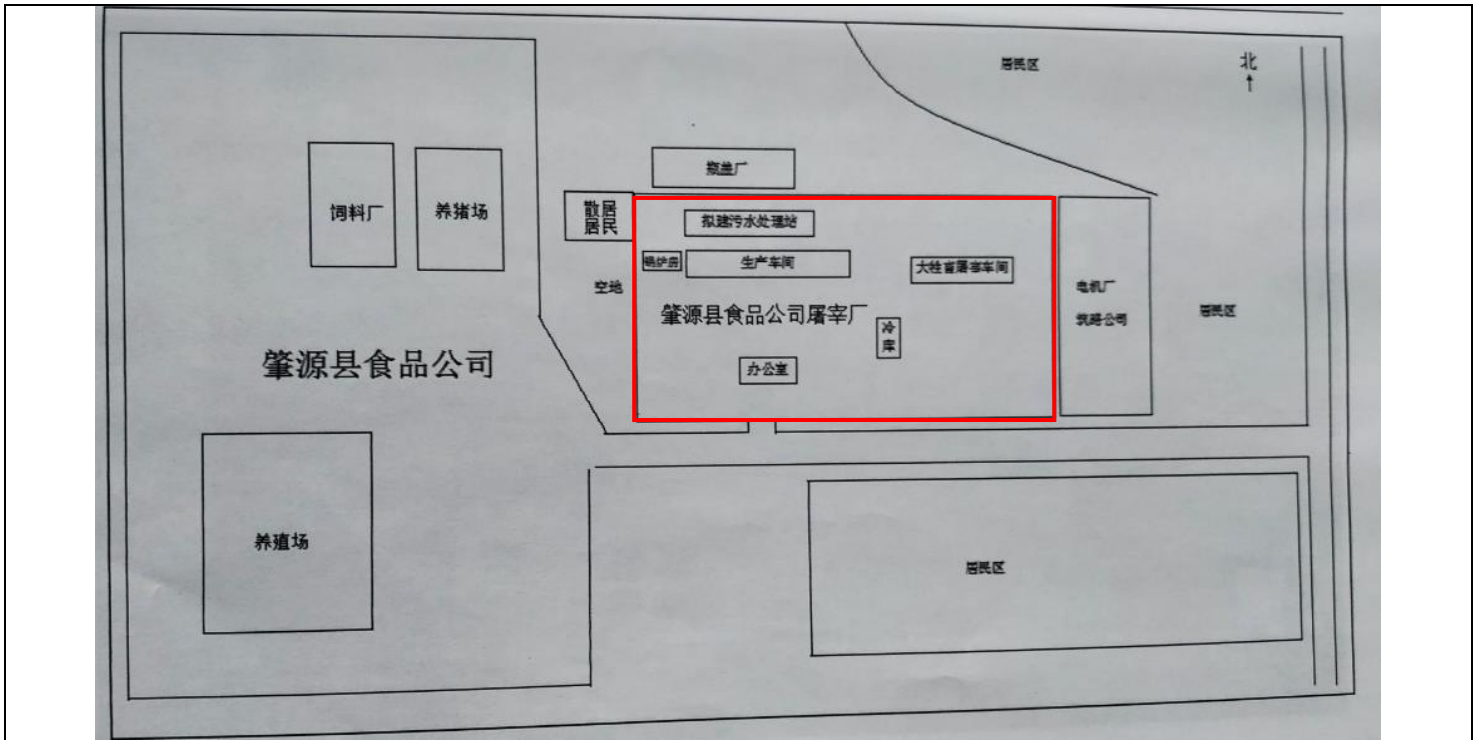 居民区
北
瓶盖厂
饲料厂
养猪场
散居
居民
拟建污水处理站
锅炉房
生产车间
大牲畜屠宰车间
空地
肇源县食品公司屠宰厂
冷
库
电机厂
筑路公司
居民区
肇源县食品公司
办公室
养殖场
居民区